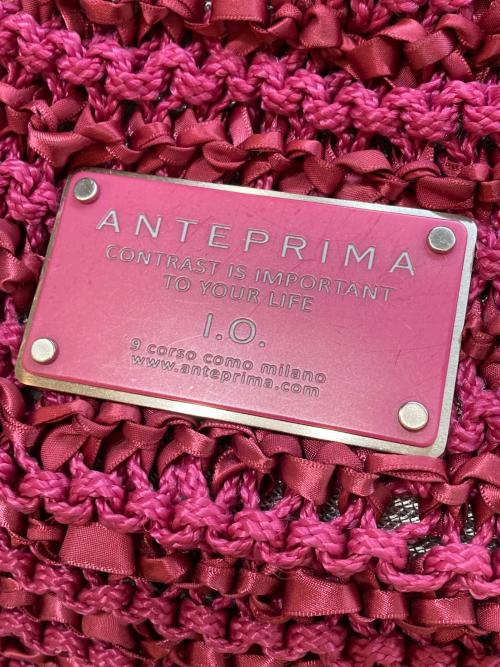 ANTEPRIMA
CONTRAST IS IMPORTANT
TO YOUR LIFE
I.O.
9 corso como milano
www.anteprima.com